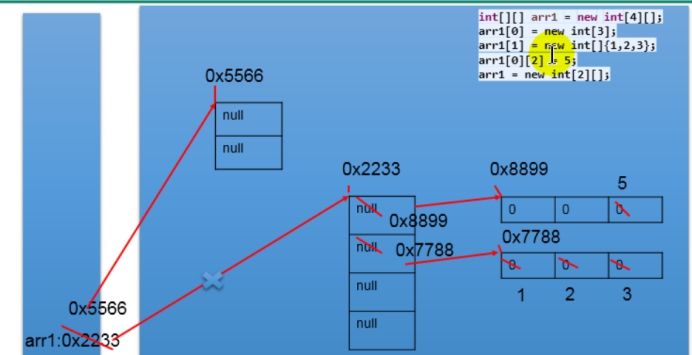 int[][] arr1 = new int[4][];
arr1[0] = new int[3];
arr1[1] = new int[]{1,2,3};
arr1[0][2] = 5;
arr1 = new int[2][];
0x5566
null
null
0x2233
0x8899
5
null
0x8899
0 0 0
null
0x7788
0x7788
0 0 0
null
1 2 3
null
0x5566
arr1:0x2233